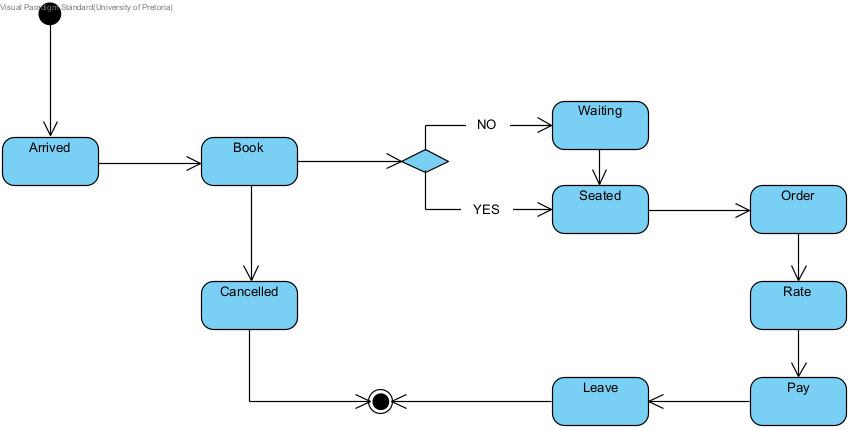 Visual Paradigm Standard(University of Pretoria)
NO
Waiting
Arrived
Book
YES
Seated
Order
Cancelled
Rate
Leave
Pay